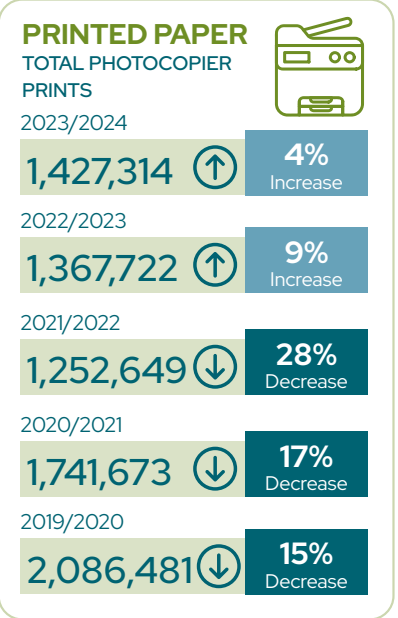 PRINTED PAPER
TOTAL PHOTOCOPIER
PRINTS
2023/2024
1,427,314
4%
Increase
2022/2023
1,367,722
9%
Increase
2021/2022
1,252,649
28%
Decrease
2020/2021
1,741,673
17%
Decrease
2019/2020
2,086,481
15%
Decrease